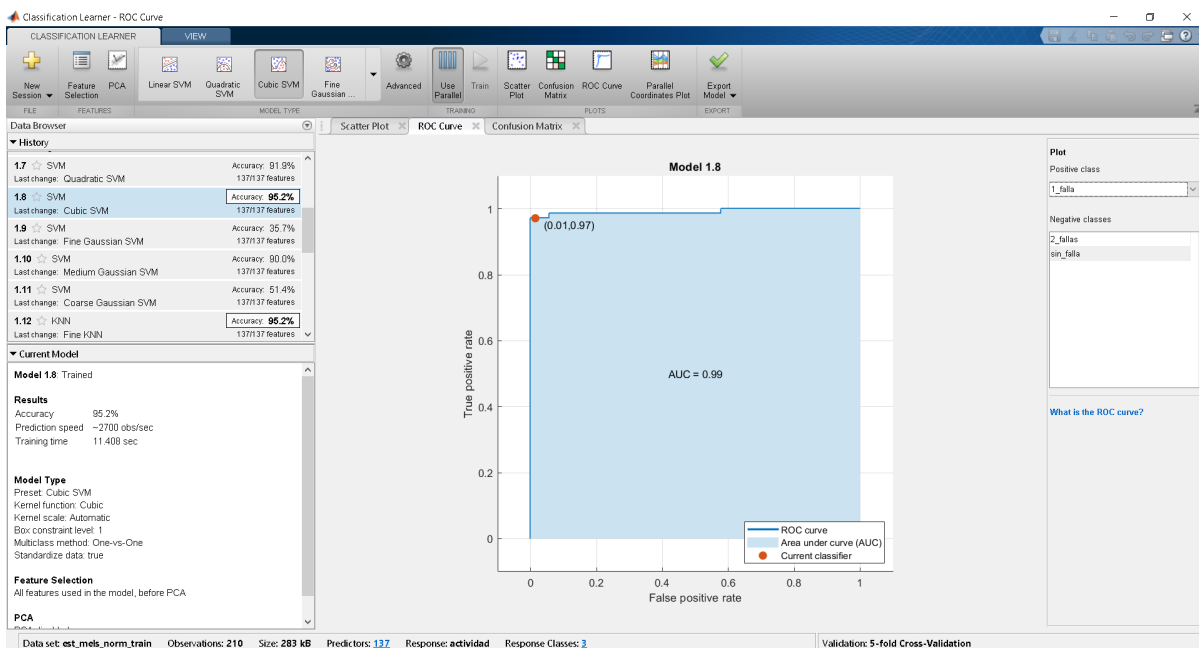 Classification Learner - ROC Curve
CLASSIFICATION LEARNER
VIEW
New Session
Feature Selection
PCA
Linear SVM
Quadratic SVM
Cubic SVM
Fine Gaussian ...
Advanced
Use Parallel
Train
Scatter Plot
Confusion Matrix
ROC Curve
Parallel Coordinates Plot
Export Model
FILE
FEATURES
MODEL TYPE
TRAINING
PLOTS
EXPORT
Data Browser
Scatter Plot
ROC Curve
Confusion Matrix
History
1.7 SVM Accuracy: 91.9%
Last change: Quadratic SVM 137/137 features
1.8 SVM Accuracy: 95.2%
Last change: Cubic SVM 137/137 features
1.9 SVM Accuracy: 35.7%
Last change: Fine Gaussian SVM 137/137 features
1.10 SVM Accuracy: 90.0%
Last change: Medium Gaussian SVM 137/137 features
1.11 SVM Accuracy: 51.4%
Last change: Coarse Gaussian SVM 137/137 features
1.12 KNN Accuracy: 95.2%
Last change: Fine KNN 137/137 features
Current Model
Model 1.8: Trained
Results
Accuracy 95.2%
Prediction speed ~2700 obs/sec
Training time 11.408 sec
Model Type
Preset: Cubic SVM
Kernel function: Cubic
Kernel scale: Automatic
Box constraint level: 1
Multiclass method: One-vs-One
Standardize data: true
Feature Selection
All features used in the model, before PCA
PCA
Model 1.8
1
0.8
0.6
0.4
0.2
0
True positive rate
(0.01,0.97)
AUC = 0.99
ROC curve
Area under curve (AUC)
Current classifier
0 0.2 0.4 0.6 0.8 1
False positive rate
Plot
Positive class
1_falla
Negative classes
2_fallas
sin_falla
What is the ROC curve?
Data set: est_mels_norm_train Observations: 210 Size: 283 kB Predictors: 137 Response: actividad Response Classes: 3
Validation: 5-fold Cross-Validation